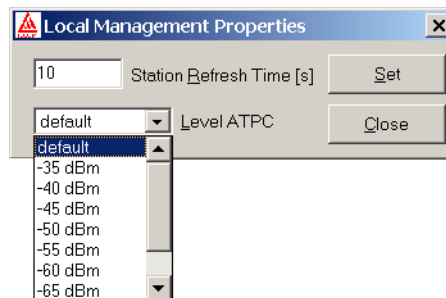 Local Management Properties
10 Station Refresh Time [s] Set
default Level ATPC Close
default
-35 dBm
-40 dBm
-45 dBm
-50 dBm
-55 dBm
-60 dBm
-65 dBm